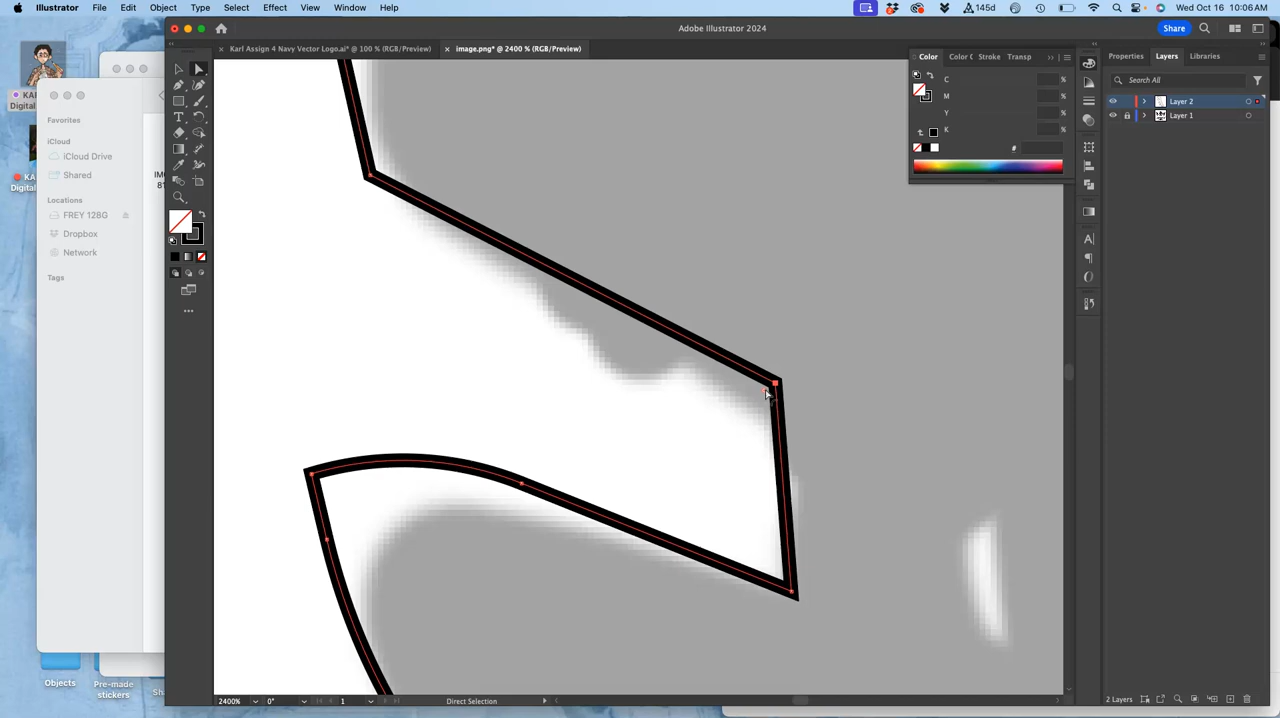 Illustrator File Edit Object Type Select Effect View Window Help
145d
Wed Oct 16 10:06 AM
Adobe Illustrator 2024
Share
Karl Assign 4 Navy Vector Logo.ai* @ 100 % (RGB/Preview)
image.png* @ 2400 % (RGB/Preview)
Color
Color C
Stroke
Transp
Properties
Layers
Libraries
Search All
C %
M %
Y %
K %
#
Layer 2
Layer 1
Digital
Favorites
iCloud
iCloud Drive
Shared
Locations
FREY 128G
Dropbox
Network
Tags
Digital
Objects
Pre-made
stickers
2400%
0°
1
Direct Selection
2 Layers